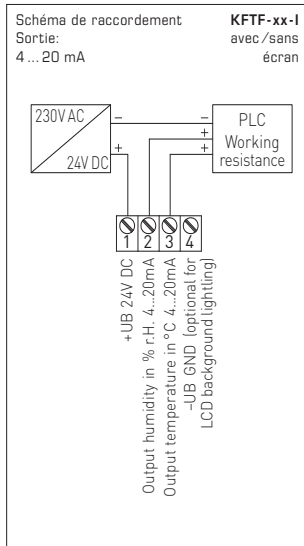 Schéma de raccordement
Sortie:
4 ... 20 mA
KFTF-xx-I
avec/sans
écran
230V AC
24V DC
–
+
–
+
+
PLC
Working
resistance
1 2 3 4
+UB 24V DC
Output humidity in % r.H. 4...20mA
Output temperature in °C 4...20mA
–UB GND (optional for
LCD background lightling)